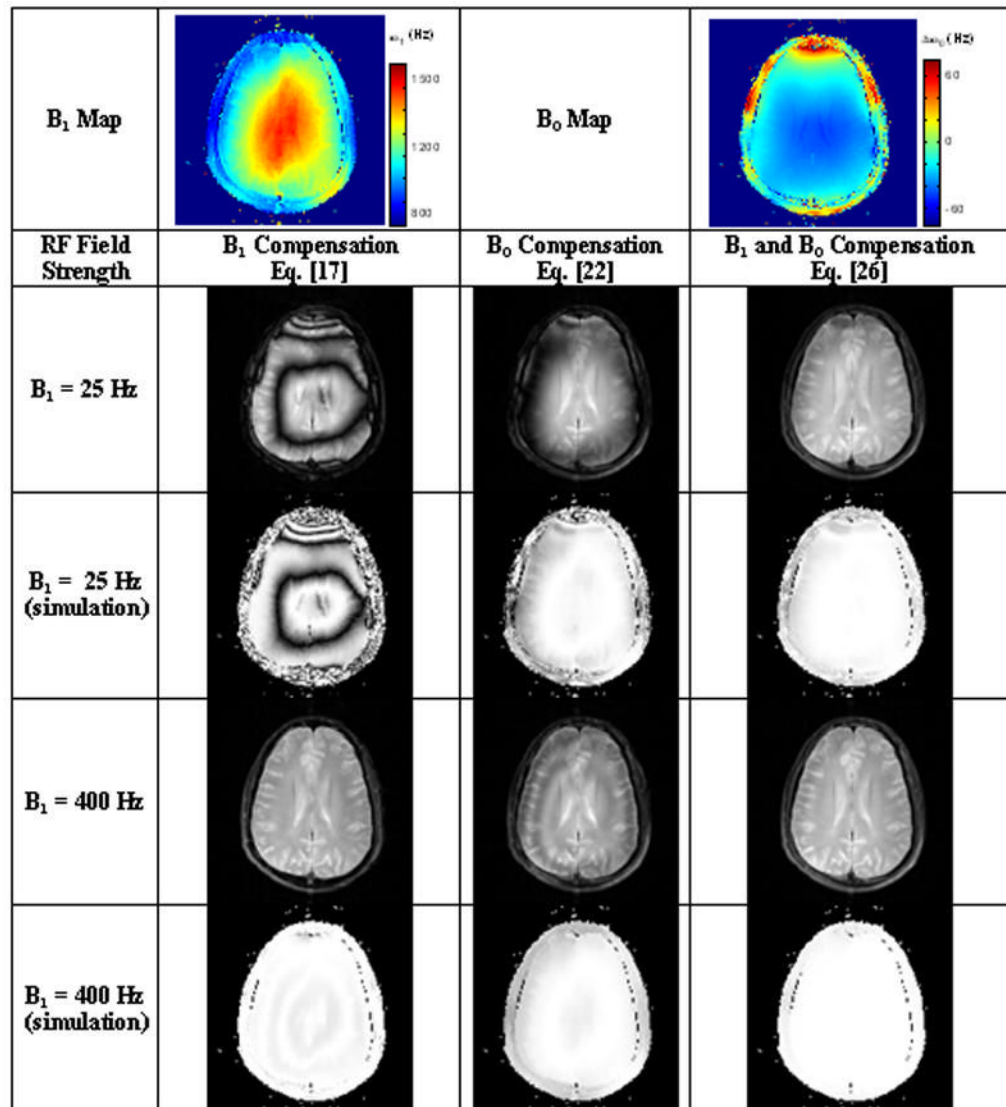 B₁ Map
ω₁ (Hz)
1500
1200
800
B₀ Map
Δω₀ (Hz)
60
0
-60
RF Field
Strength
B₁ Compensation
Eq. [17]
B₀ Compensation
Eq. [22]
B₁ and B₀ Compensation
Eq. [26]
B₁ = 25 Hz
B₁ = 25 Hz
(simulation)
B₁ = 400 Hz
B₁ = 400 Hz
(simulation)